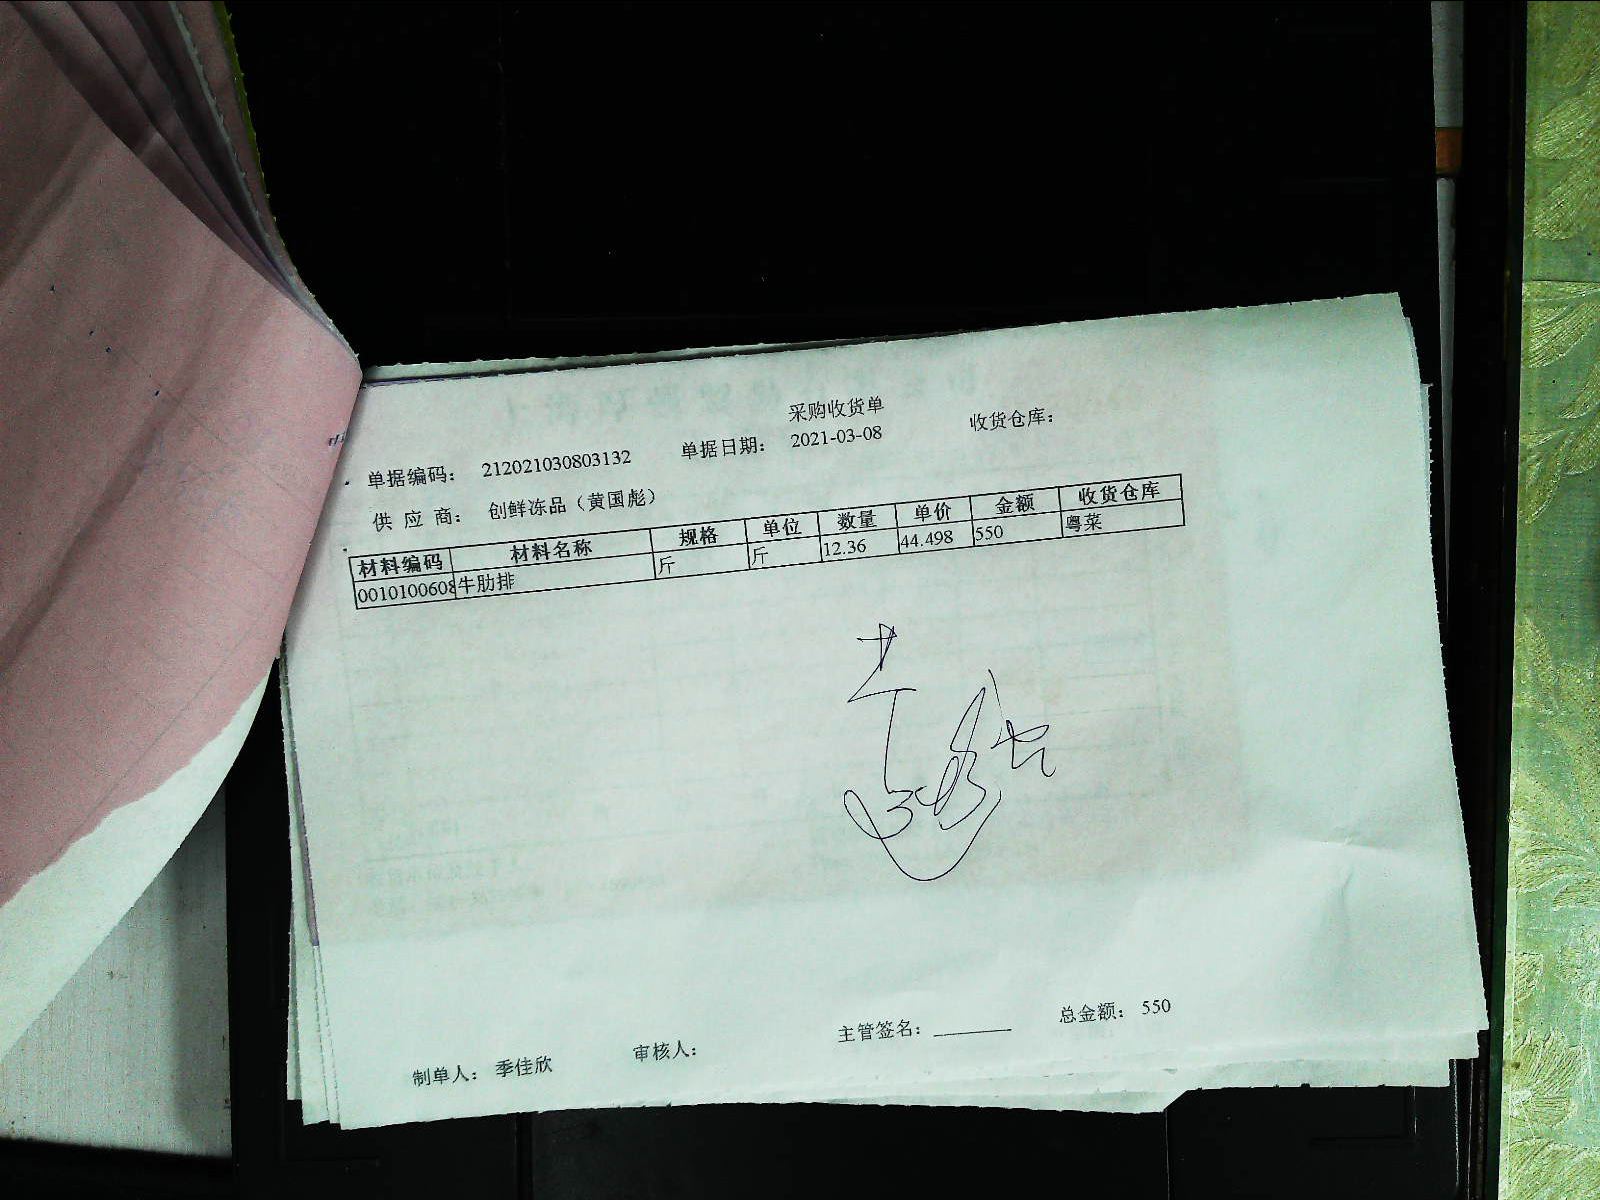 采购收货单
单据编码: 212021030803132 单据日期: 2021-03-08 收货仓库:
供 应 商: 创鲜冻品（黄国彪）
材料编码 材料名称 规格 单位 数量 单价 金额 收货仓库
0010100608 牛肋排 斤 斤 12.36 44.498 550 粤菜
制单人: 季佳欣 审核人: 主管签名: ________ 总金额: 550